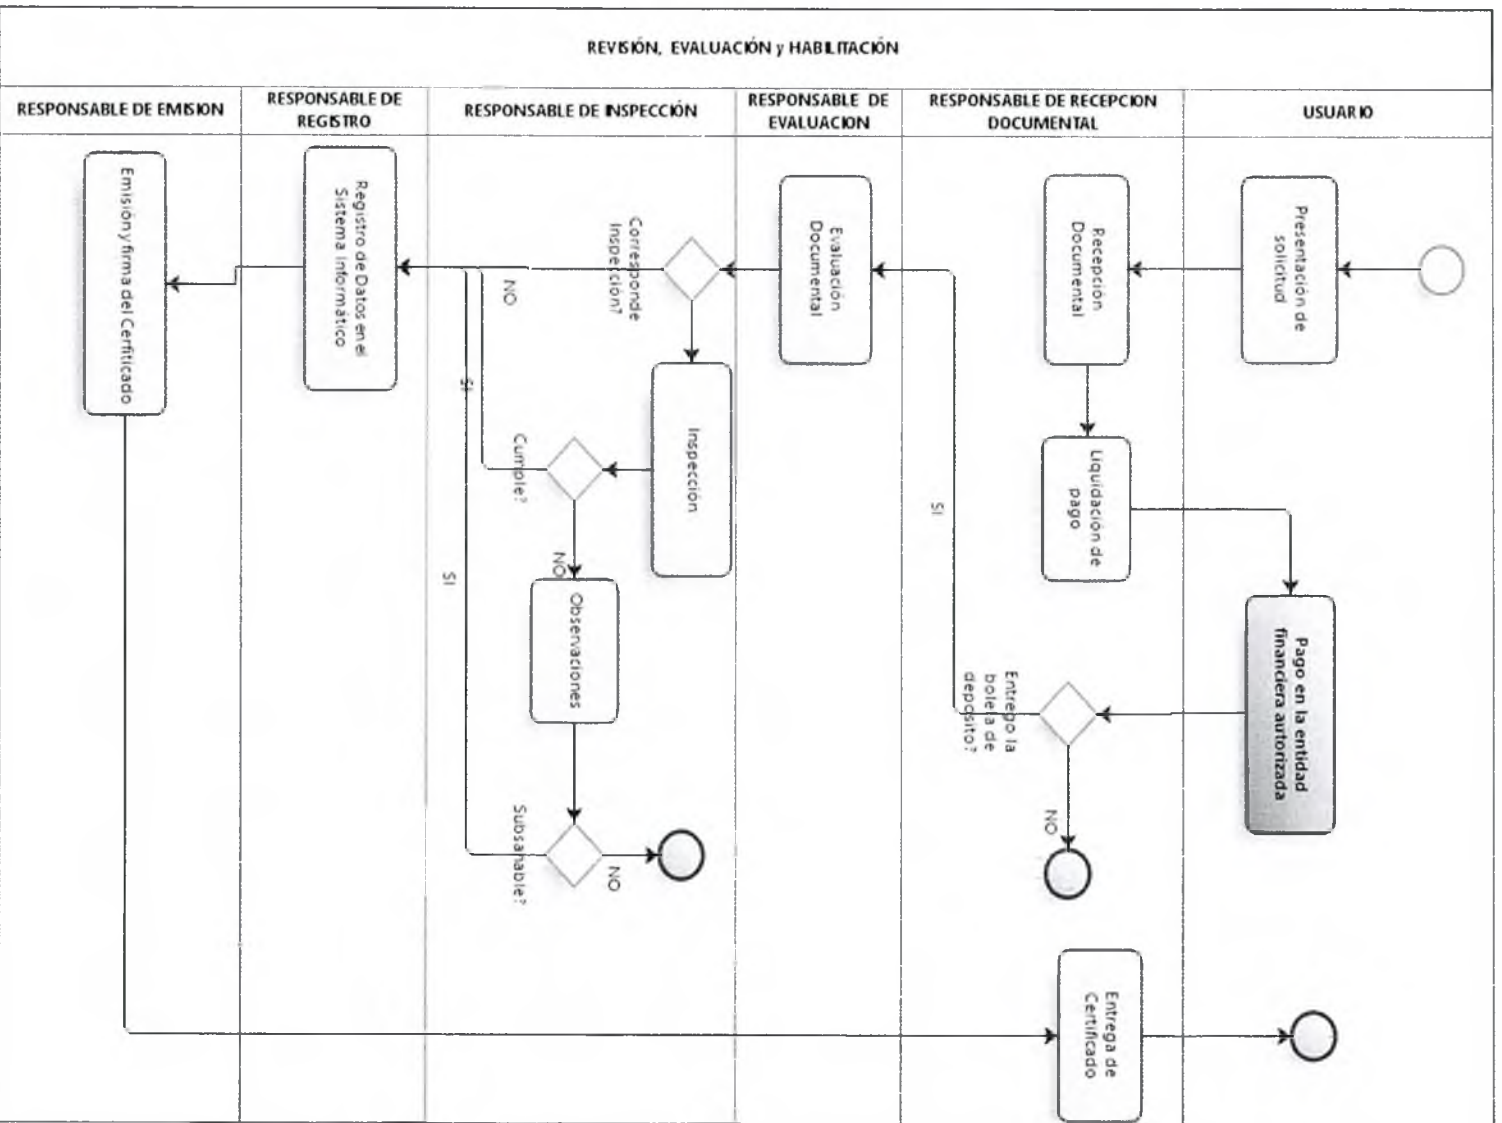 REVISIÓN, EVALUACIÓN y HABILITACIÓN
RESPONSABLE DE EMISION
RESPONSABLE DE
REGISTRO
RESPONSABLE DE INSPECCIÓN
RESPONSABLE DE
EVALUACION
RESPONSABLE DE RECEPCION
DOCUMENTAL
USUARIO
Presentación de
solicitud
Recepción
Documental
Liquidación de
pago
Pago en la entidad
financiera autorizada
Entrego la
boleta de
deposito?
SI
NO
Evaluación
Documental
Corresponde
Inspección?
NO
Inspección
Cumple?
SI
NO
Observaciones
Subsanable?
SI
NO
Registro de Datos en el
Sistema Informático
Emisión y firma del Cerfiticado
Entrega de
Certificado